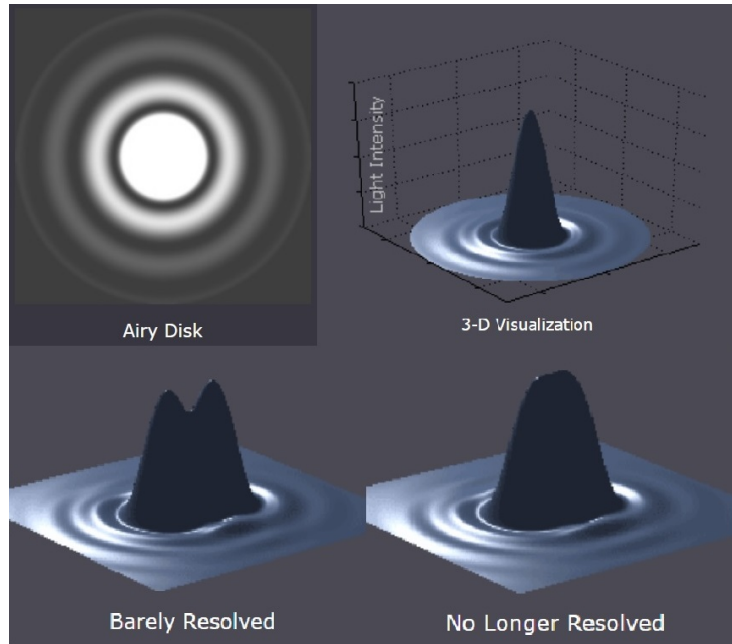 Light Intensity
Airy Disk
3-D Visualization
Barely Resolved
No Longer Resolved